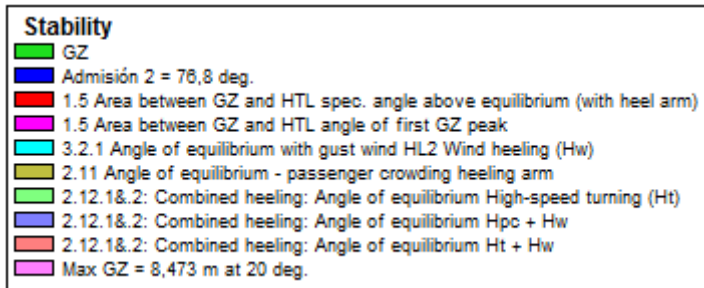 Stability
GZ
Admisión 2 = 76,8 deg.
1.5 Area between GZ and HTL spec. angle above equilibrium (with heel arm)
1.5 Area between GZ and HTL angle of first GZ peak
3.2.1 Angle of equilibrium with gust wind HL2 Wind heeling (Hw)
2.11 Angle of equilibrium - passenger crowding heeling arm
2.12.1&.2: Combined heeling: Angle of equilibrium High-speed turning (Ht)
2.12.1&.2: Combined heeling: Angle of equilibrium Hpc + Hw
2.12.1&.2: Combined heeling: Angle of equilibrium Ht + Hw
Max GZ = 8,473 m at 20 deg.